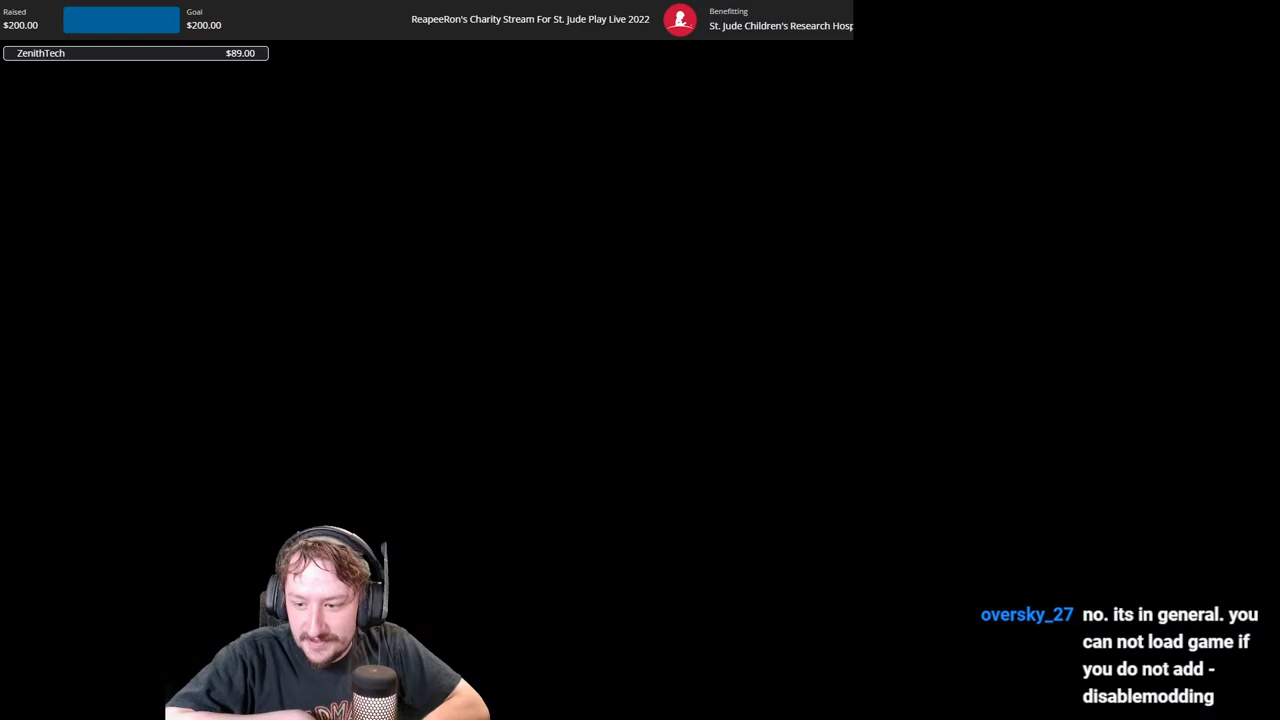 Raised
$200.00
Goal
$200.00
ReapeeRon's Charity Stream For St. Jude Play Live 2022
Benefitting
St. Jude Children's Research Hosp
ZenithTech $89.00
oversky_27 no. its in general. you
can not load game if
you do not add -
disablemodding